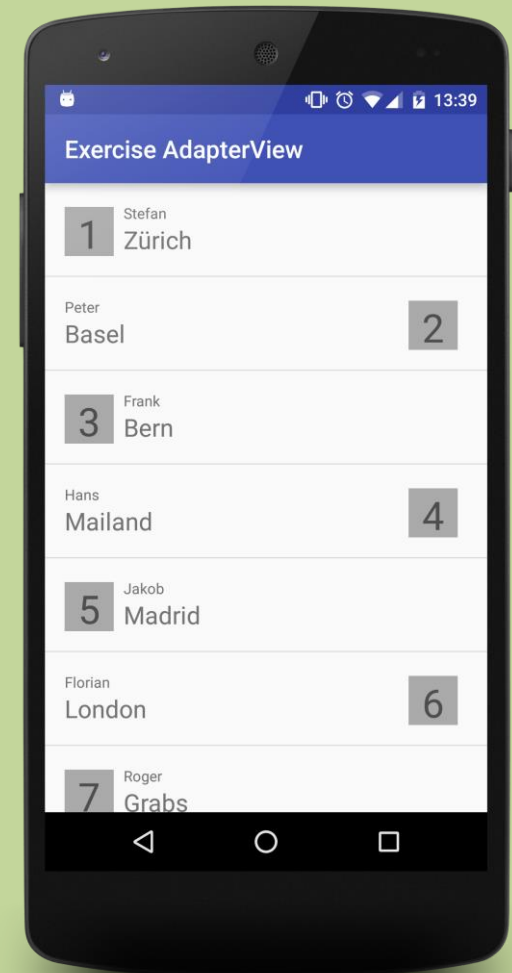 13:39
Exercise AdapterView
1
Stefan
Zürich
Peter
Basel
2
3
Frank
Bern
Hans
Mailand
4
5
Jakob
Madrid
Florian
London
6
7
Roger
Grabs